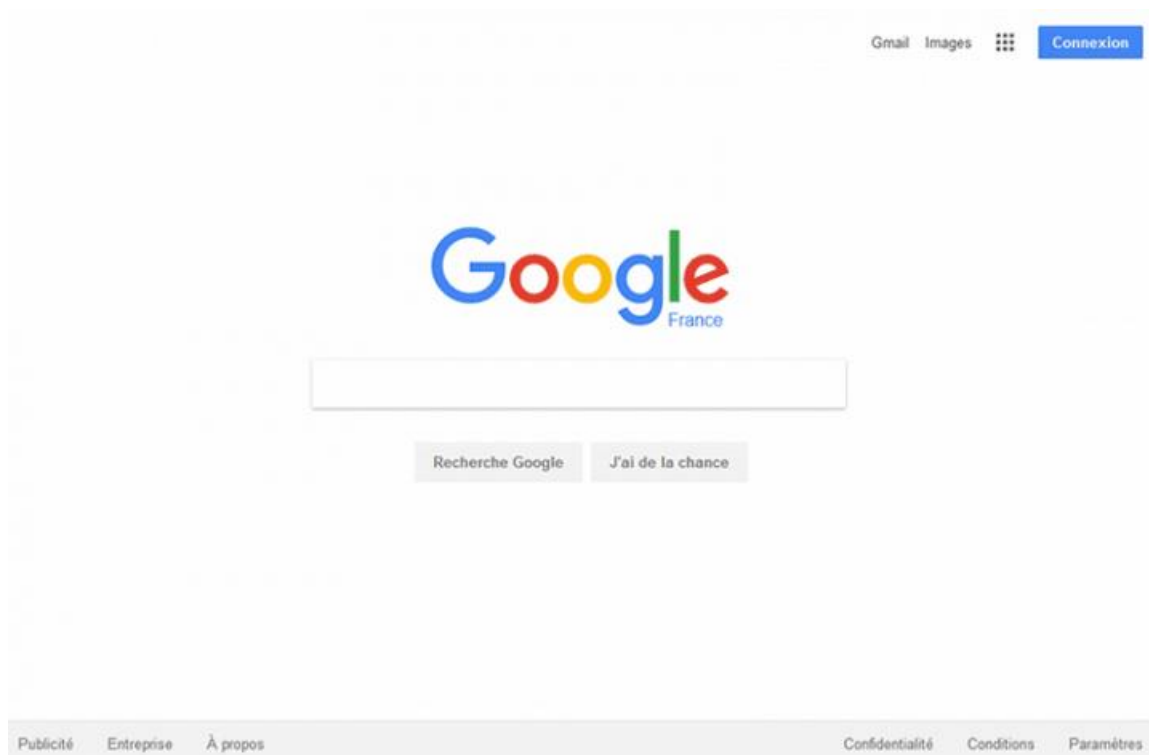 Gmail Images Connexion
Google
France
Recherche Google J'ai de la chance
Publicité Entreprise À propos Confidentialité Conditions Paramètres